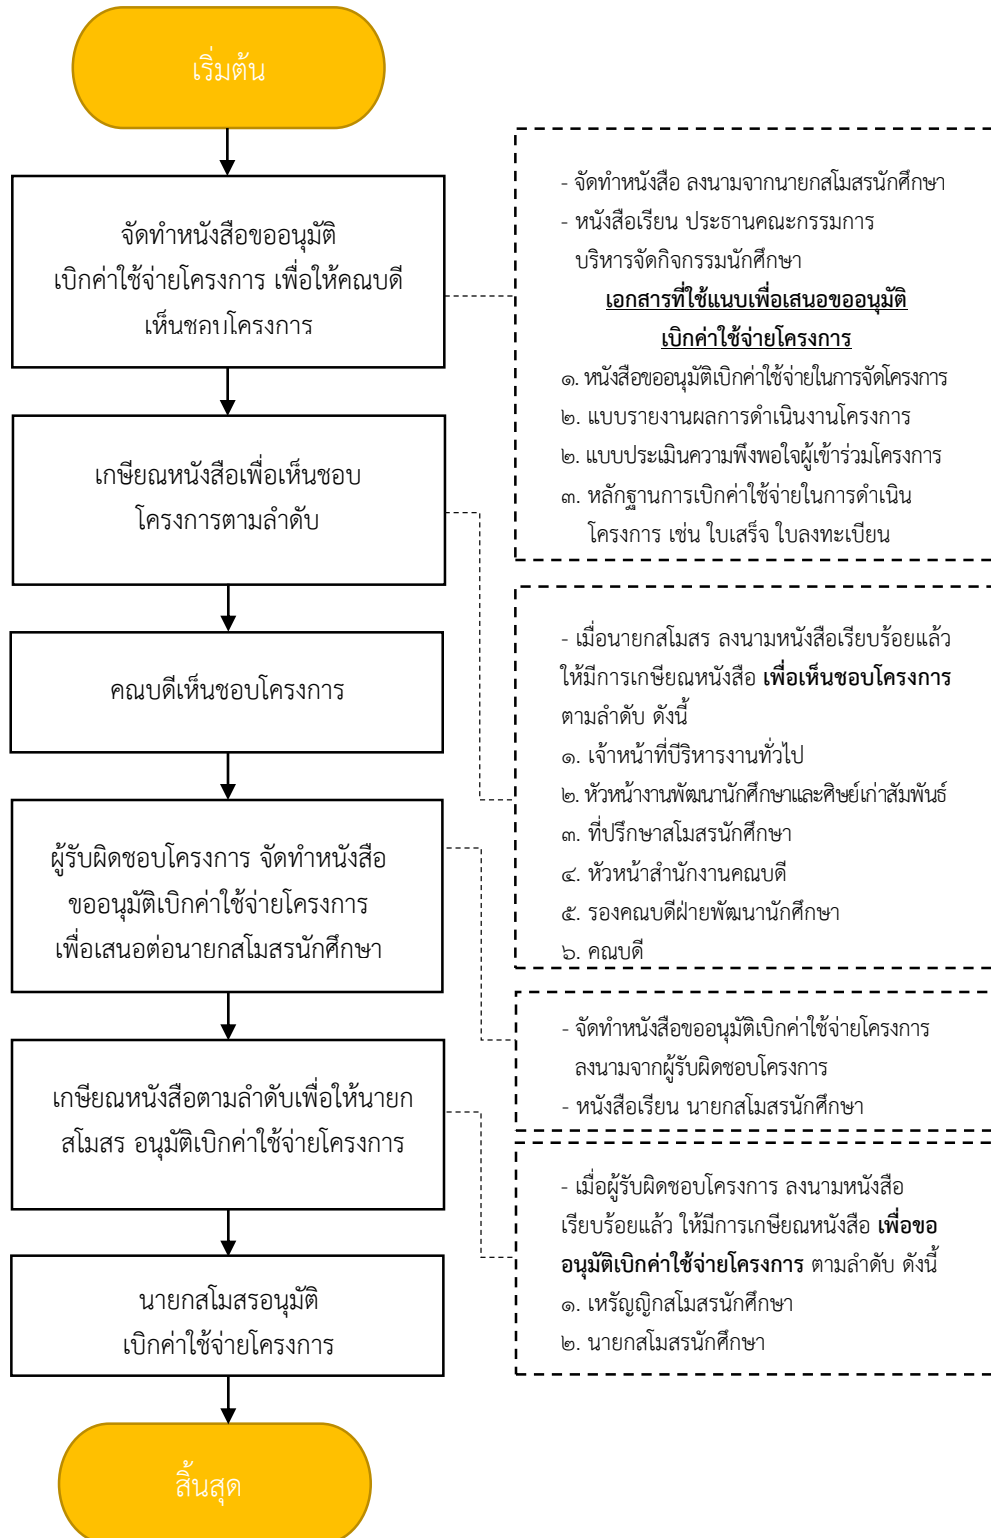 เริ่มต้น
จัดทำหนังสือขออนุมัติ
เบิกค่าใช้จ่ายโครงการ เพื่อให้คณบดี
เห็นชอบโครงการ
- จัดทำหนังสือ ลงนามจากนายกสโมสรนักศึกษา
- หนังสือเรียน ประธานคณะกรรมการ
บริหารจัดกิจกรรมนักศึกษา
เอกสารที่ใช้แนบเพื่อเสนอขออนุมัติ
เบิกค่าใช้จ่ายโครงการ
๑. หนังสือขออนุมัติเบิกค่าใช้จ่ายในการจัดโครงการ
๒. แบบรายงานผลการดำเนินงานโครงการ
๒. แบบประเมินความพึงพอใจผู้เข้าร่วมโครงการ
๓. หลักฐานการเบิกค่าใช้จ่ายในการดำเนิน
โครงการ เช่น ใบเสร็จ ใบลงทะเบียน
เกษียณหนังสือเพื่อเห็นชอบ
โครงการตามลำดับ
- เมื่อนายกสโมสร ลงนามหนังสือเรียบร้อยแล้ว
ให้มีการเกษียณหนังสือ เพื่อเห็นชอบโครงการ
ตามลำดับ ดังนี้
๑. เจ้าหน้าที่บีริหารงานทั่วไป
๒. หัวหน้างานพัฒนานักศึกษาและศิษย์เก่าสัมพันธ์
๓. ที่ปรึกษาสโมสรนักศึกษา
๔. หัวหน้าสำนักงานคณบดี
๕. รองคณบดีฝ่ายพัฒนานักศึกษา
๖. คณบดี
คณบดีเห็นชอบโครงการ
ผู้รับผิดชอบโครงการ จัดทำหนังสือ
ขออนุมัติเบิกค่าใช้จ่ายโครงการ
เพื่อเสนอต่อนายกสโมสรนักศึกษา
- จัดทำหนังสือขออนุมัติเบิกค่าใช้จ่ายโครงการ
ลงนามจากผู้รับผิดชอบโครงการ
- หนังสือเรียน นายกสโมสรนักศึกษา
เกษียณหนังสือตามลำดับเพื่อให้นายก
สโมสร อนุมัติเบิกค่าใช้จ่ายโครงการ
- เมื่อผู้รับผิดชอบโครงการ ลงนามหนังสือ
เรียบร้อยแล้ว ให้มีการเกษียณหนังสือ เพื่อขอ
อนุมัติเบิกค่าใช้จ่ายโครงการ ตามลำดับ ดังนี้
๑. เหรัญญิกสโมสรนักศึกษา
๒. นายกสโมสรนักศึกษา
นายกสโมสรอนุมัติ
เบิกค่าใช้จ่ายโครงการ
สิ้นสุด